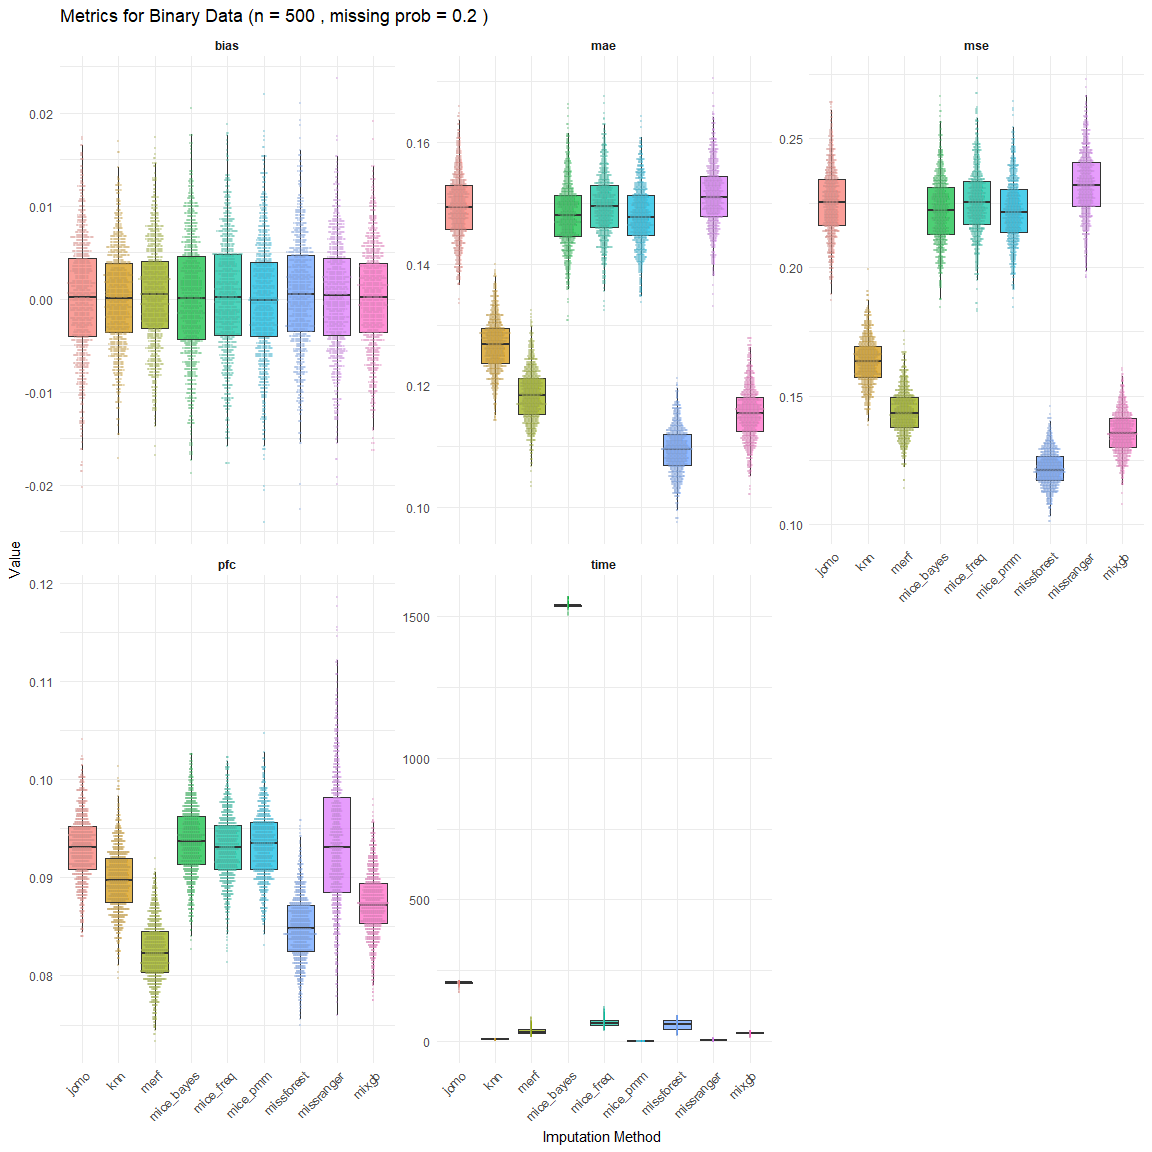 Metrics for Binary Data (n = 500 , missing prob = 0.2 )
bias
mae
mse
0.02
0.01
0.00
-0.01
-0.02
0.16
0.14
0.12
0.10
0.25
0.20
0.15
0.10
jomo
knn
merf
mice_bayes
mice_freq
mice_pmm
missforest
missranger
mixgb
Value
pfc
time
0.12
0.11
0.10
0.09
0.08
1500
1000
500
0
jomo
knn
merf
mice_bayes
mice_freq
mice_pmm
missforest
missranger
mixgb
jomo
knn
merf
mice_bayes
mice_freq
mice_pmm
missforest
missranger
mixgb
Imputation Method